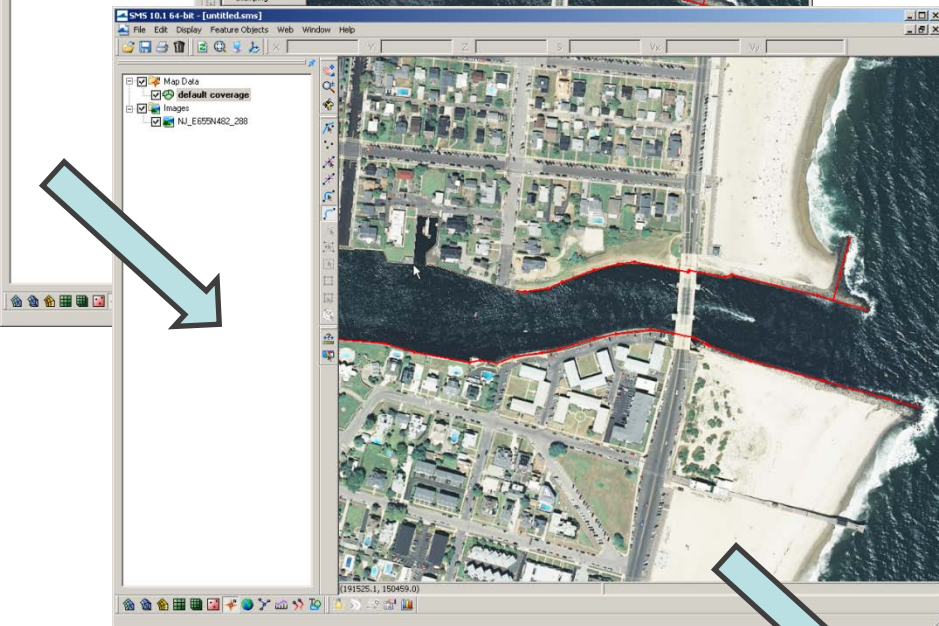 SMS 10.1 64-bit - [untitled.sms]
File Edit Display Feature Objects Web Window Help
X Y Z S Vx Vy
Map Data
default coverage
Images
NJ_E655N482_288
(191525.1, 150459.0)